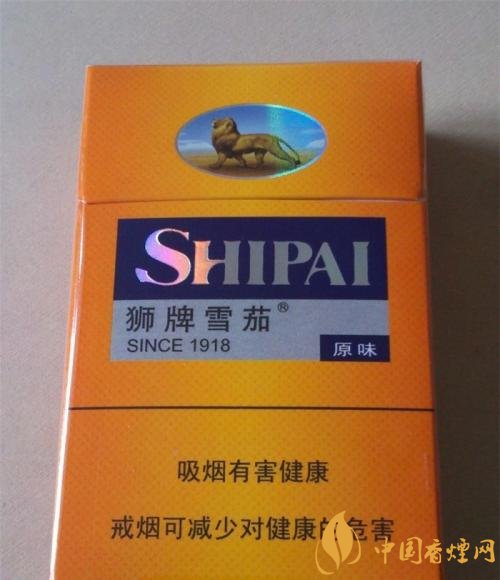 SHIPAI
狮牌雪茄®
SINCE 1918
原味
吸烟有害健康
戒烟可减少对健康的危害
中国香烟网